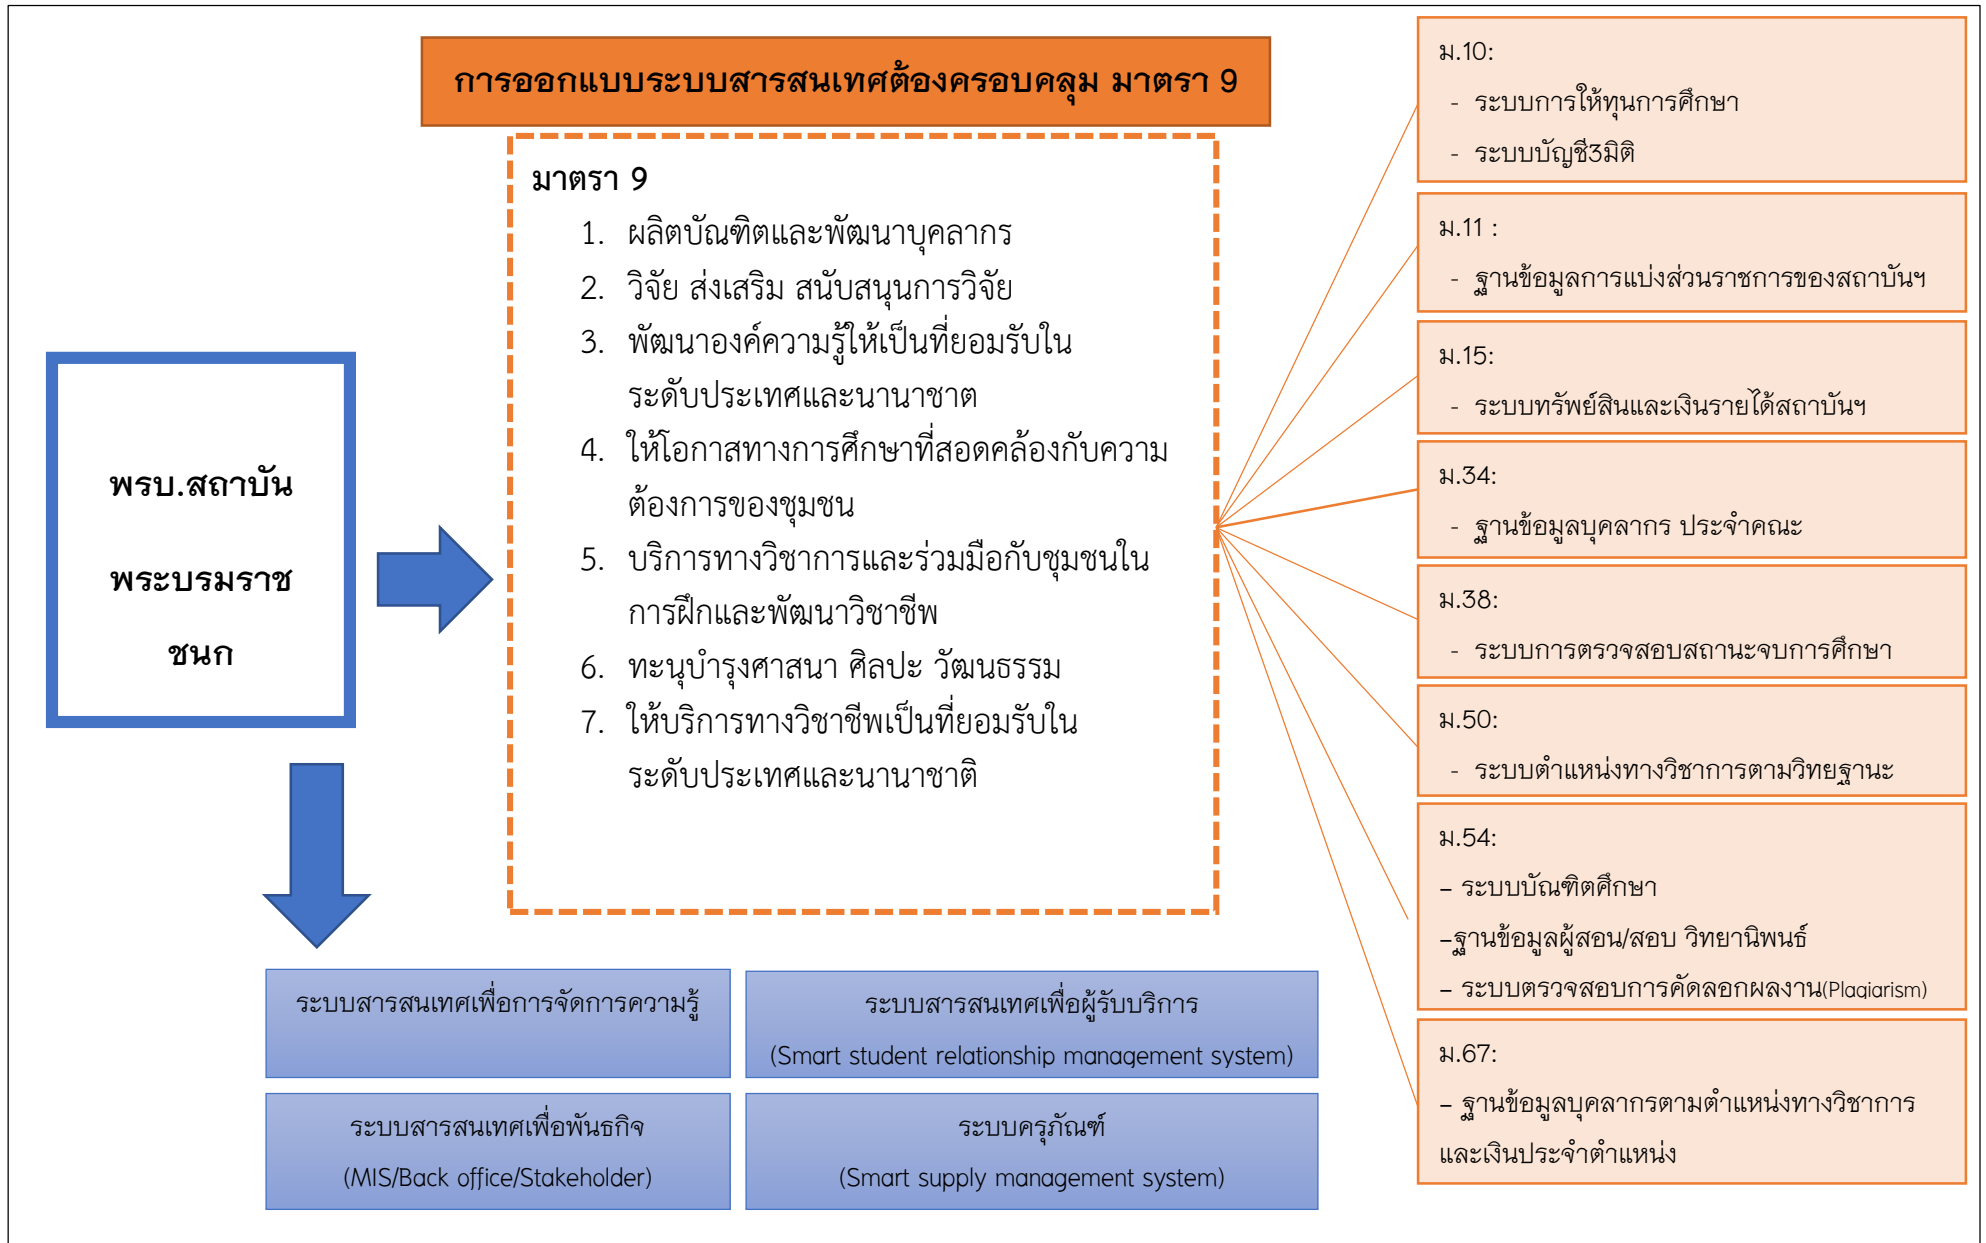 การออกแบบระบบสารสนเทศต้องครอบคลุม มาตรา 9
พรบ.สถาบัน
พระบรมราช
ชนก
มาตรา 9
1. ผลิตบัณฑิตและพัฒนาบุคลากร
2. วิจัย ส่งเสริม สนับสนุนการวิจัย
3. พัฒนาองค์ความรู้ให้เป็นที่ยอมรับใน
ระดับประเทศและนานาชาต
4. ให้โอกาสทางการศึกษาที่สอดคล้องกับความ
ต้องการของชุมชน
5. บริการทางวิชาการและร่วมมือกับชุมชนใน
การฝึกและพัฒนาวิชาชีพ
6. ทะนุบำรุงศาสนา ศิลปะ วัฒนธรรม
7. ให้บริการทางวิชาชีพเป็นที่ยอมรับใน
ระดับประเทศและนานาชาติ
ม.10:
- ระบบการให้ทุนการศึกษา
- ระบบบัญชี3มิติ
ม.11 :
- ฐานข้อมูลการแบ่งส่วนราชการของสถาบันฯ
ม.15:
- ระบบทรัพย์สินและเงินรายได้สถาบันฯ
ม.34:
- ฐานข้อมูลบุคลากร ประจำคณะ
ม.38:
- ระบบการตรวจสอบสถานะจบการศึกษา
ม.50:
- ระบบตำแหน่งทางวิชาการตามวิทยฐานะ
ม.54:
– ระบบบัณฑิตศึกษา
–ฐานข้อมูลผู้สอน/สอบ วิทยานิพนธ์
– ระบบตรวจสอบการคัดลอกผลงาน(Plagiarism)
ม.67:
– ฐานข้อมูลบุคลากรตามตำแหน่งทางวิชาการ
และเงินประจำตำแหน่ง
ระบบสารสนเทศเพื่อการจัดการความรู้
ระบบสารสนเทศเพื่อผู้รับบริการ
(Smart student relationship management system)
ระบบสารสนเทศเพื่อพันธกิจ
(MIS/Back office/Stakeholder)
ระบบครุภัณฑ์
(Smart supply management system)